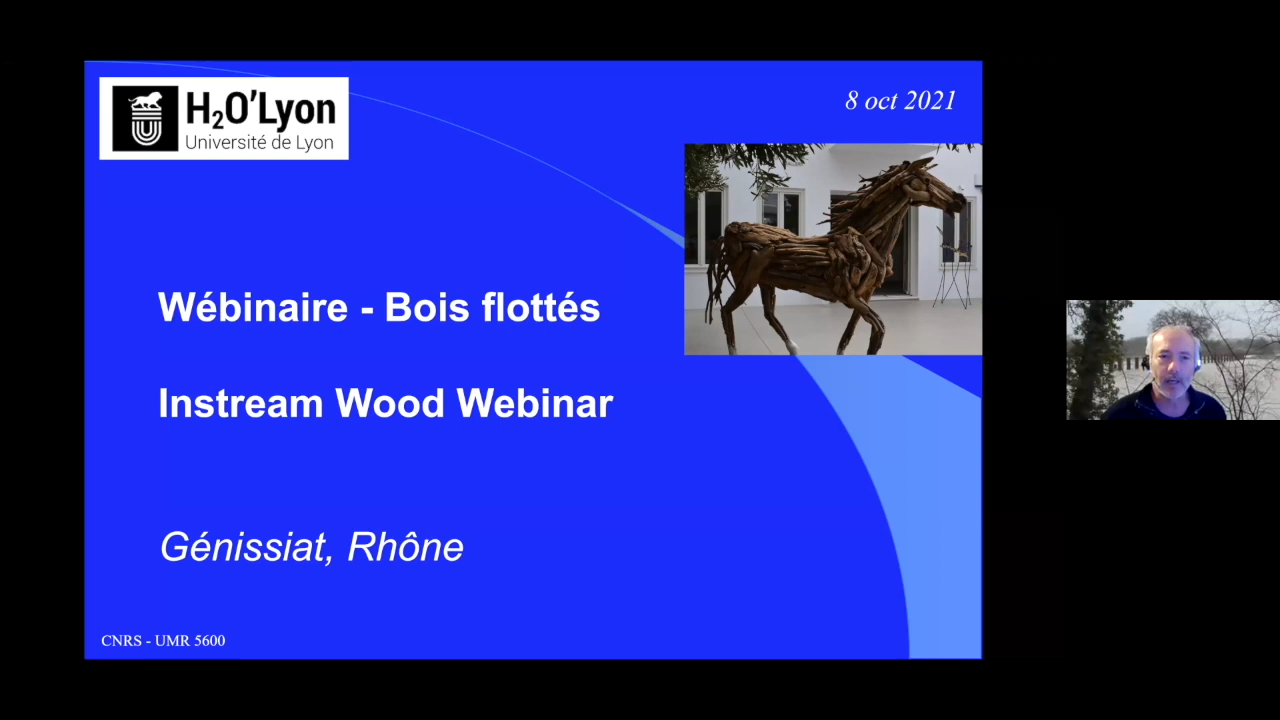 H₂O'Lyon
Université de Lyon
8 oct 2021
Wébinaire - Bois flottés
Instream Wood Webinar
Génissiat, Rhône
CNRS - UMR 5600